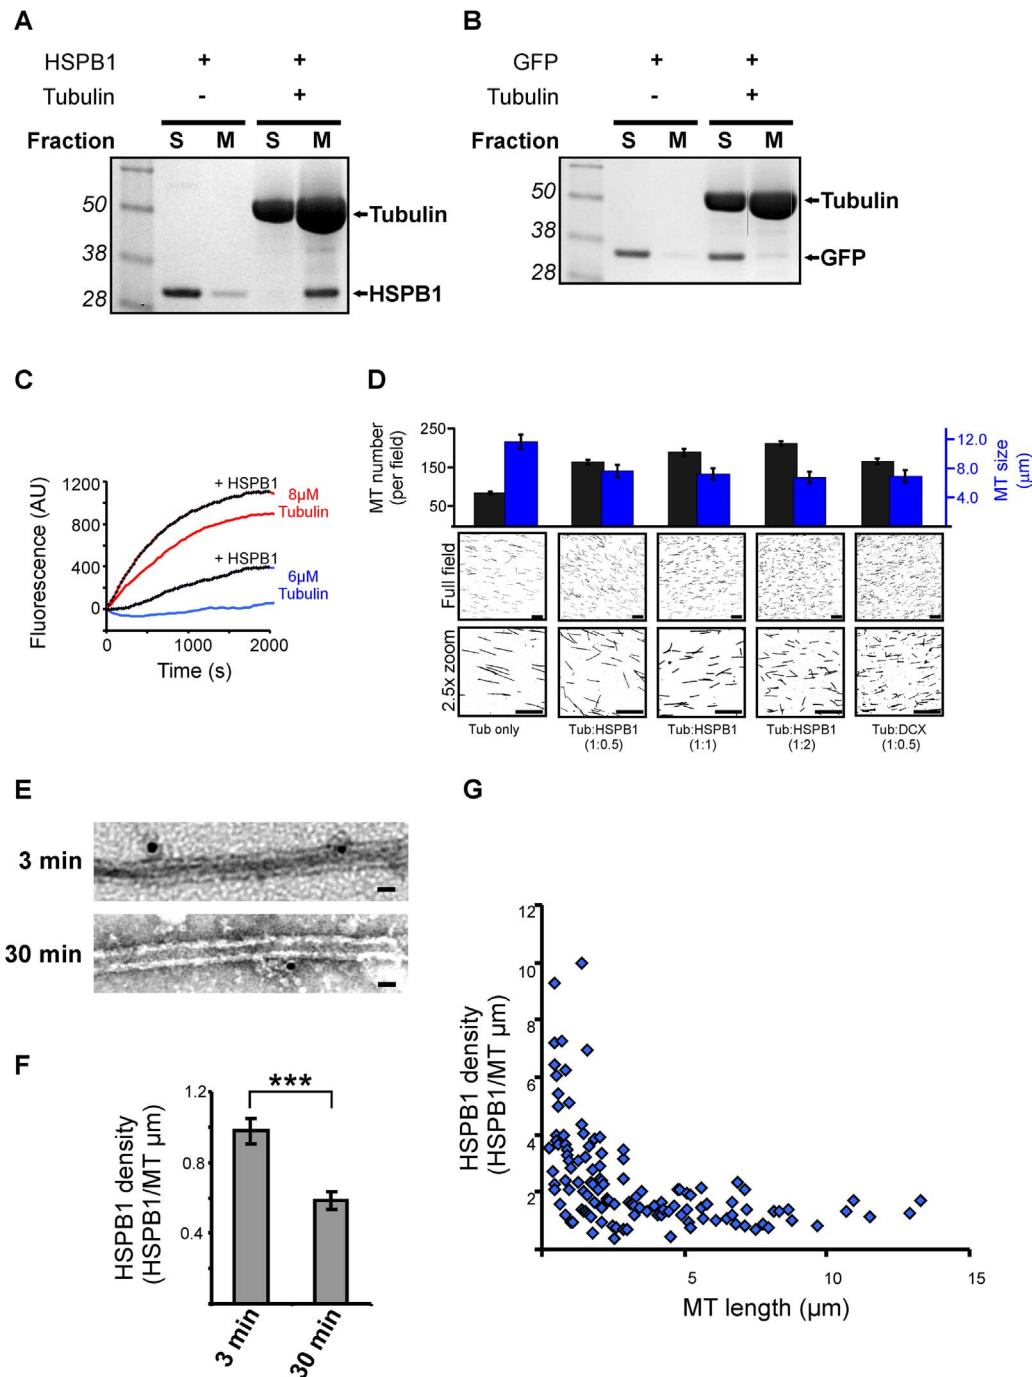 A
HSPB1 + +
Tubulin - +
Fraction S M S M
50
38
28
Tubulin
HSPB1
B
GFP + +
Tubulin - +
Fraction S M S M
50
38
28
Tubulin
GFP
C
Fluorescence (AU)
1200
800
400
0
+ HSPB1
8µM
Tubulin
+ HSPB1
6µM
Tubulin
0 1000 2000
Time (s)
D
MT number
(per field)
250
150
50
12.0
8.0
4.0
MT size
(µm)
Full field
2.5x zoom
Tub only
Tub:HSPB1
(1:0.5)
Tub:HSPB1
(1:1)
Tub:HSPB1
(1:2)
Tub:DCX
(1:0.5)
E
3 min
30 min
F
HSPB1 density
(HSPB1/MT µm)
1.2
0.8
0.4
***
3 min
30 min
G
HSPB1 density
(HSPB1/MT µm)
12
10
8
6
4
2
5 10 15
MT length (µm)